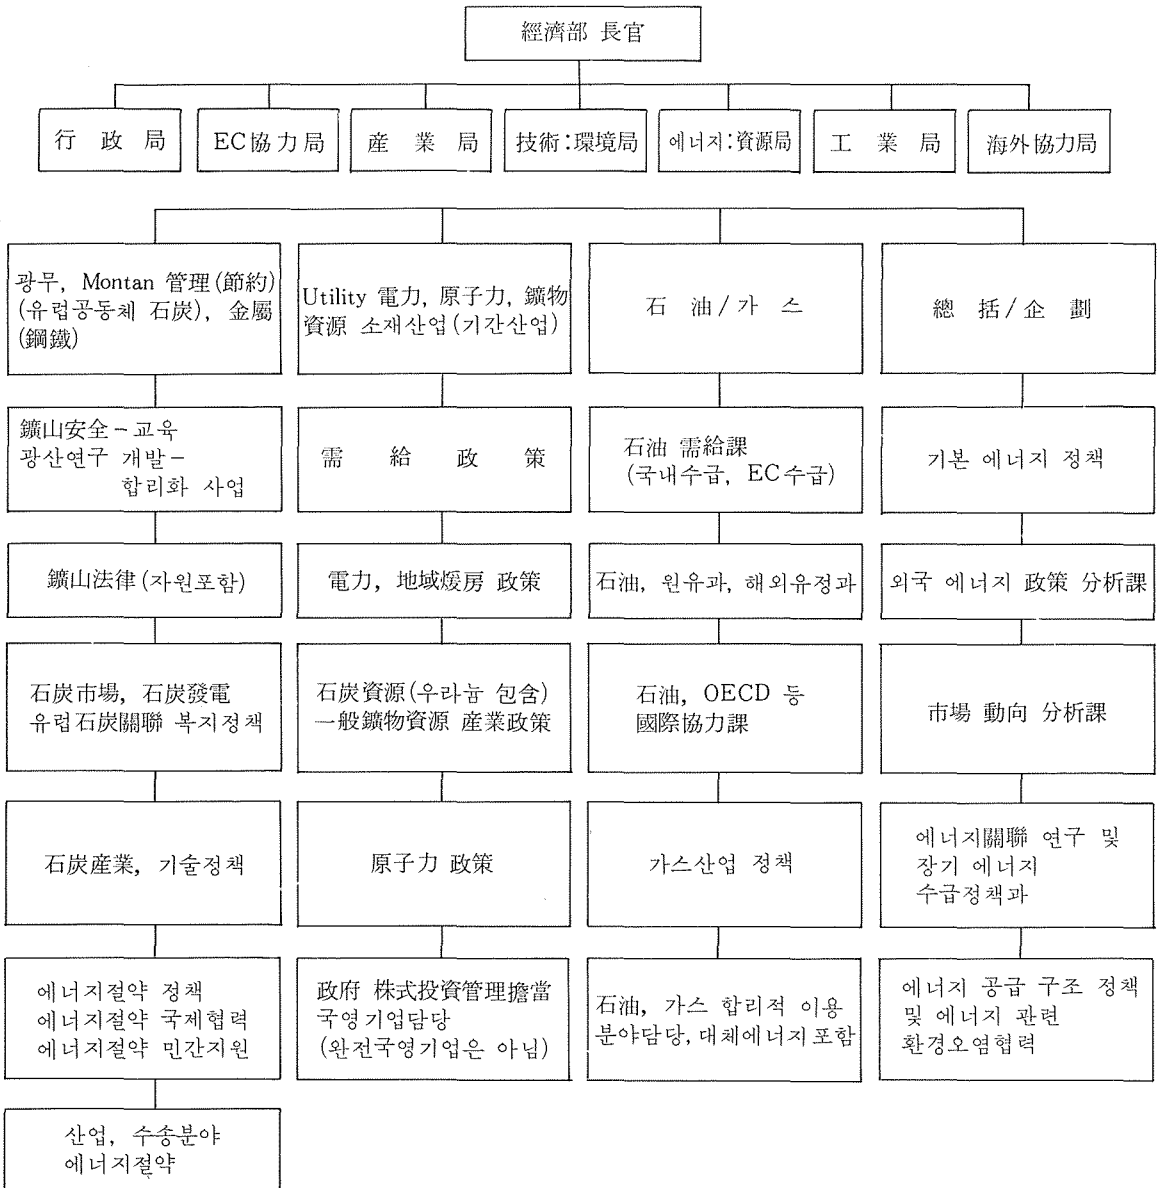 經濟部 長官
行政局
EC協力局
産業局
技術:環境局
에너지:資源局
工業局
海外協力局
광무, Montan 管理(節約)
(유럽공동체 石炭), 金屬
(鋼鐵)
Utility 電力, 原子力, 鑛物
資源 소재산업(기간산업)
石油/가스
總括/企劃
鑛山安全-교육
광산연구 개발-
합리화 사업
需給政策
石油 需給課
(국내수급, EC수급)
기본 에너지 정책
鑛山法律(자원포함)
電力, 地域煖房 政策
石油, 원유과, 해외유정과
외국 에너지 政策 分析課
石炭市場, 石炭發電
유럽石炭關聯 복지정책
石炭資源(우라늄 包含)
一般鑛物資源 産業政策
石油, OECD 등
國際協力課
市場 動向 分析課
石炭産業, 기술정책
原子力 政策
가스산업 정책
에너지關聯 연구 및
장기 에너지
수급정책과
에너지절약 정책
에너지절약 국제협력
에너지절약 민간지원
政府 株式投資管理擔當
국영기업담당
(완전국영기업은 아님)
石油, 가스 합리적 이용
분야담당, 대체에너지포함
에너지 공급 구조 정책
및 에너지 관련
환경오염협력
산업, 수송분야
에너지절약